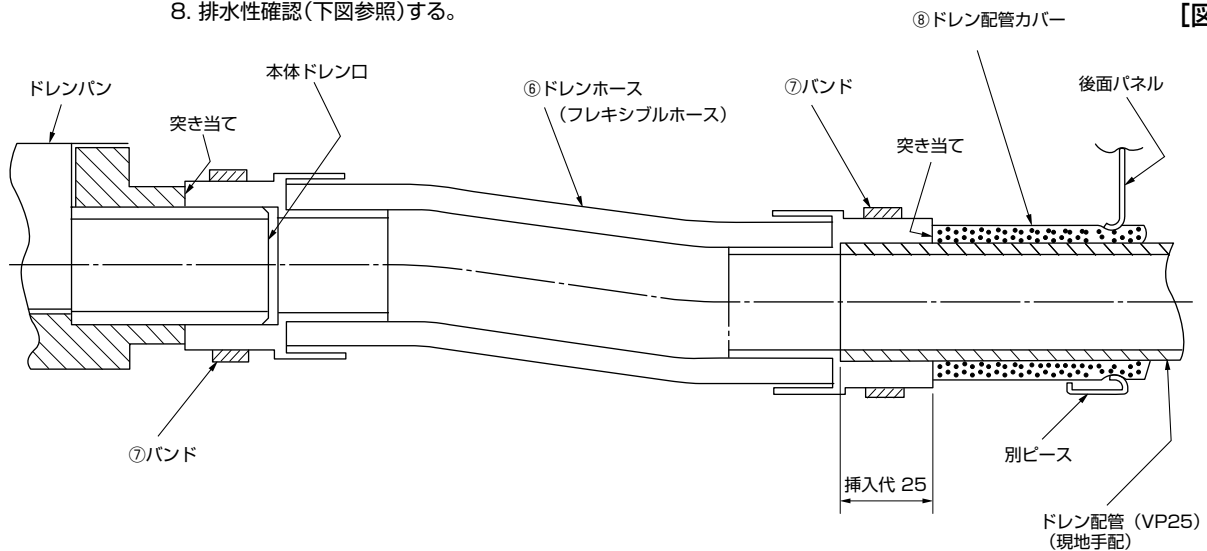 8. 排水性確認（下図参照）する。
[図
⑧ドレン配管カバー
本体ドレン口
ドレンパン
⑥ドレンホース
（フレキシブルホース）
⑦バンド
後面パネル
突き当て
突き当て
⑦バンド
別ピース
挿入代 25
ドレン配管（VP25）
（現地手配）